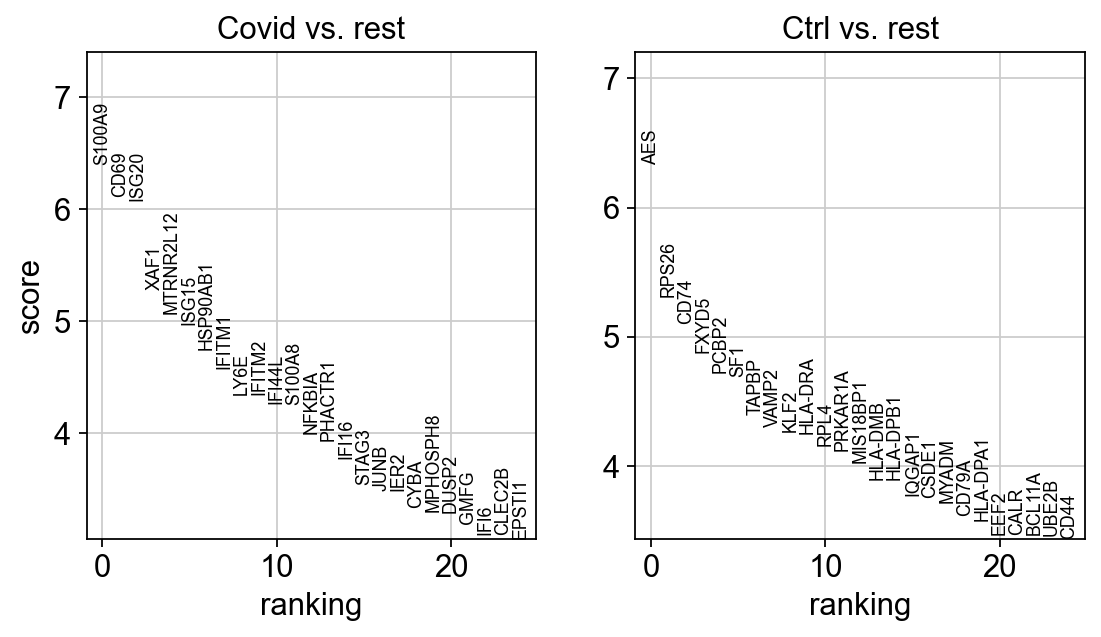 Covid vs. rest
7
6
5
4
score
S100A9
CD69
ISG20
XAF1
MTRNR2L12
ISG15
HSP90AB1
IFITM1
LY6E
IFITM2
IFI44L
S100A8
NFKBIA
PHACTR1
IFI16
STAG3
JUNB
IER2
CYBA
MPHOSPH8
DUSP2
GMFG
IFI6
CLEC2B
EPSTI1
0 10 20
ranking
Ctrl vs. rest
7
6
5
4
AES
RPS26
CD74
FXYD5
PCBP2
SF1
TAPBP
VAMP2
KLF2
HLA-DRA
RPL4
PRKAR1A
MIS18BP1
HLA-DMB
HLA-DPB1
IQGAP1
CSDE1
MYADM
CD79A
HLA-DPA1
EEF2
CALR
BCL11A
UBE2B
CD44
0 10 20
ranking